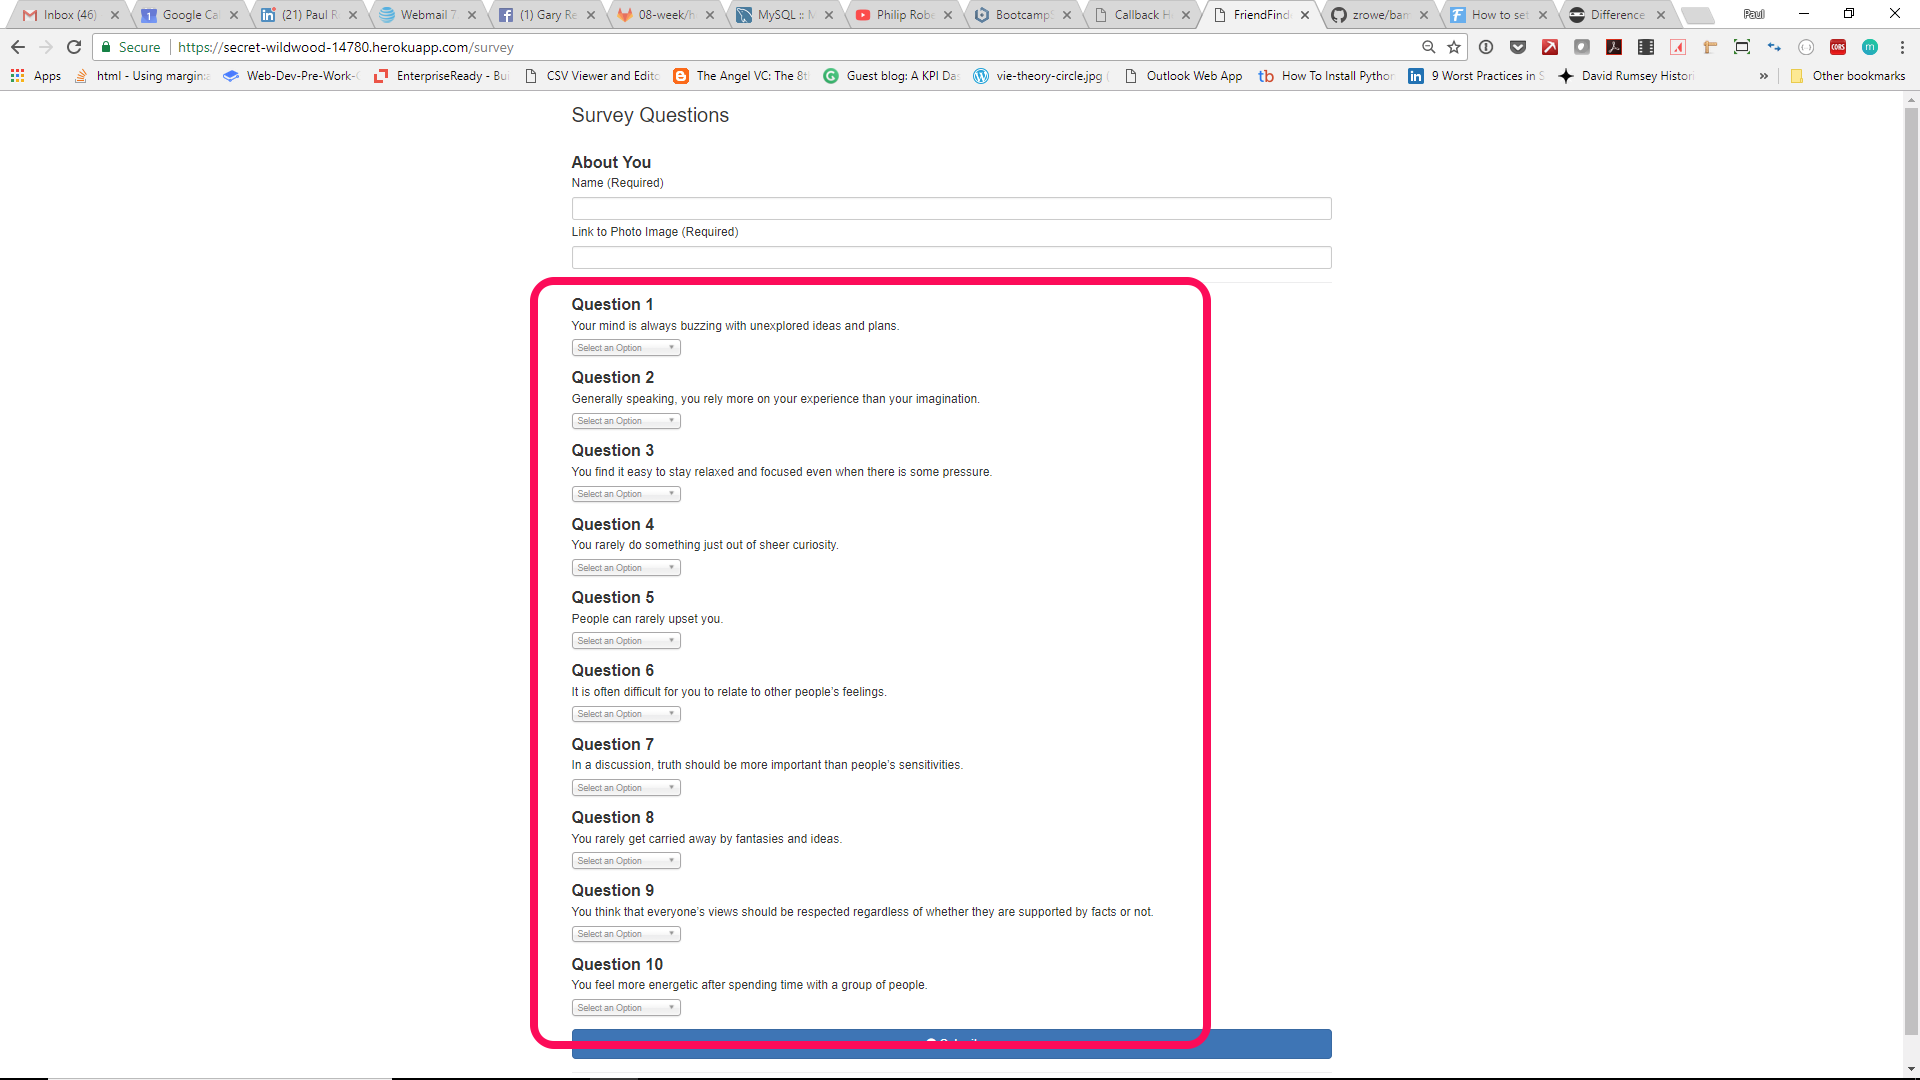 Inbox (46)
Google Cal
(21) Paul R
Webmail 7
(1) Gary Re
08-week/h
MySQL :: M
Philip Robe
BootcampS
Callback H
FriendFind
zrowe/bam
How to set
Difference
Paul
Secure
https://secret-wildwood-14780.herokuapp.com/survey
Apps
html - Using margin:
Web-Dev-Pre-Work-
EnterpriseReady - Bui
CSV Viewer and Edito
The Angel VC: The 8t
Guest blog: A KPI Das
vie-theory-circle.jpg (
Outlook Web App
How To Install Python
9 Worst Practices in S
David Rumsey Histori
»
Other bookmarks
Survey Questions
About You
Name (Required)
Link to Photo Image (Required)
Question 1
Your mind is always buzzing with unexplored ideas and plans.
Select an Option
Question 2
Generally speaking, you rely more on your experience than your imagination.
Select an Option
Question 3
You find it easy to stay relaxed and focused even when there is some pressure.
Select an Option
Question 4
You rarely do something just out of sheer curiosity.
Select an Option
Question 5
People can rarely upset you.
Select an Option
Question 6
It is often difficult for you to relate to other people’s feelings.
Select an Option
Question 7
In a discussion, truth should be more important than people’s sensitivities.
Select an Option
Question 8
You rarely get carried away by fantasies and ideas.
Select an Option
Question 9
You think that everyone’s views should be respected regardless of whether they are supported by facts or not.
Select an Option
Question 10
You feel more energetic after spending time with a group of people.
Select an Option